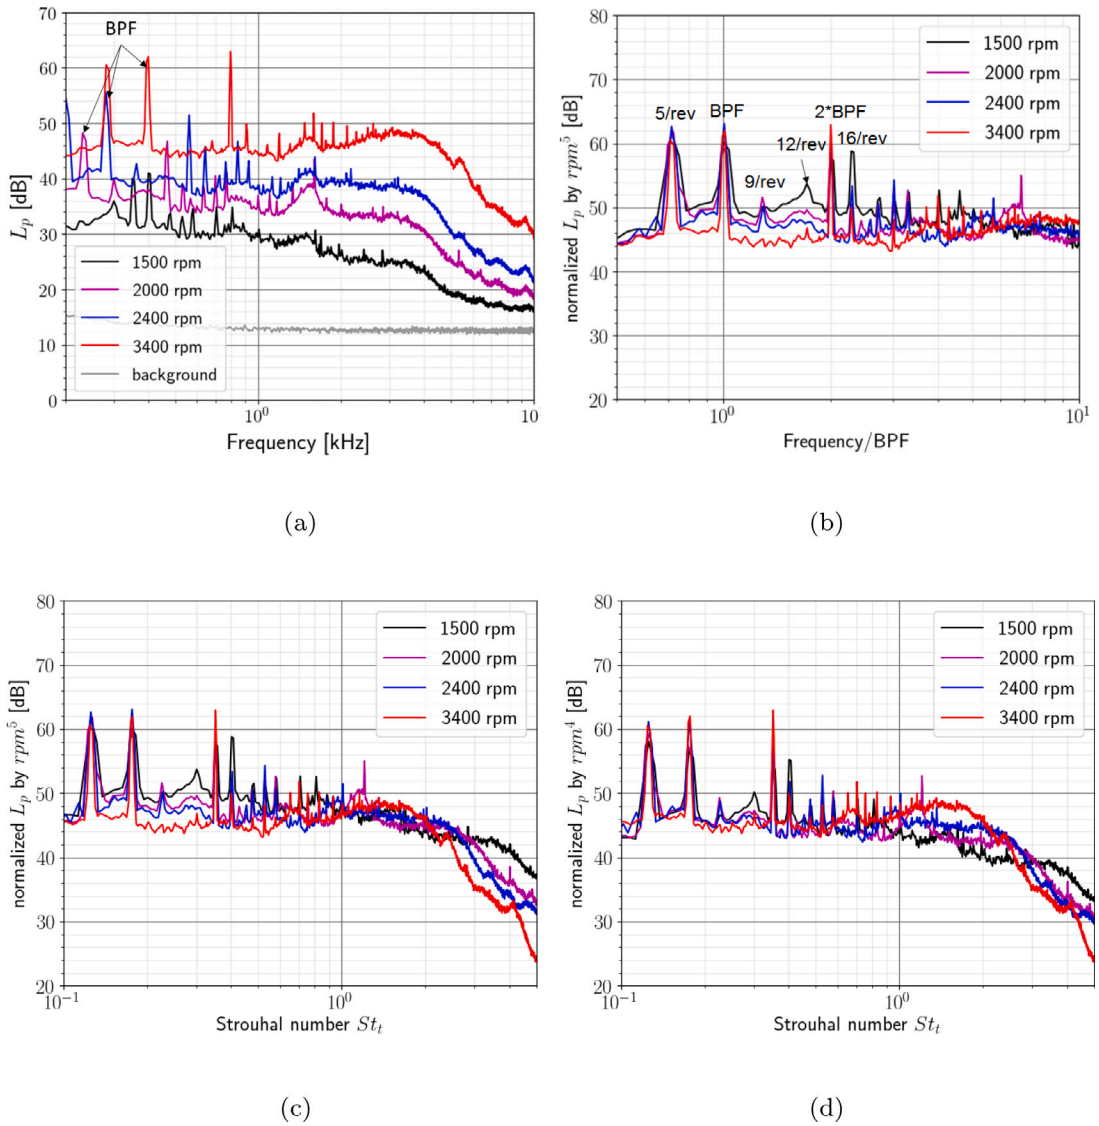 70
60
50
40
30
20
10
0
L_p [dB]
BPF
1500 rpm
2000 rpm
2400 rpm
3400 rpm
background
10^0
10
Frequency [kHz]
(a)
80
70
60
50
40
30
20
normalized L_p by rpm^5 [dB]
1500 rpm
2000 rpm
2400 rpm
3400 rpm
5/rev
BPF
2*BPF
12/rev
16/rev
9/rev
10^0
10^1
Frequency/BPF
(b)
80
70
60
50
40
30
20
normalized L_p by rpm^5 [dB]
1500 rpm
2000 rpm
2400 rpm
3400 rpm
10^-1
10^0
Strouhal number St_t
(c)
80
70
60
50
40
30
20
normalized L_p by rpm^4 [dB]
1500 rpm
2000 rpm
2400 rpm
3400 rpm
10^-1
10^0
Strouhal number St_t
(d)